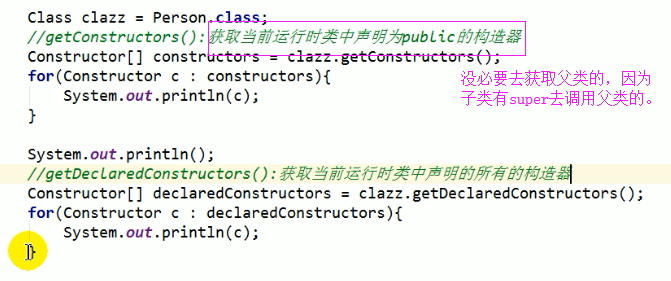 Class clazz = Person.class;
//getConstructors():获取当前运行时类中声明为public的构造器
Constructor[] constructors = clazz.getConstructors();
没必要去获取父类的，因为
子类有super去调用父类的。
for(Constructor c : constructors){
System.out.println(c);
}
System.out.println();
//getDeclaredConstructors():获取当前运行时类中声明的所有的构造器
Constructor[] declaredConstructors = clazz.getDeclaredConstructors();
for(Constructor c : declaredConstructors){
System.out.println(c);
}